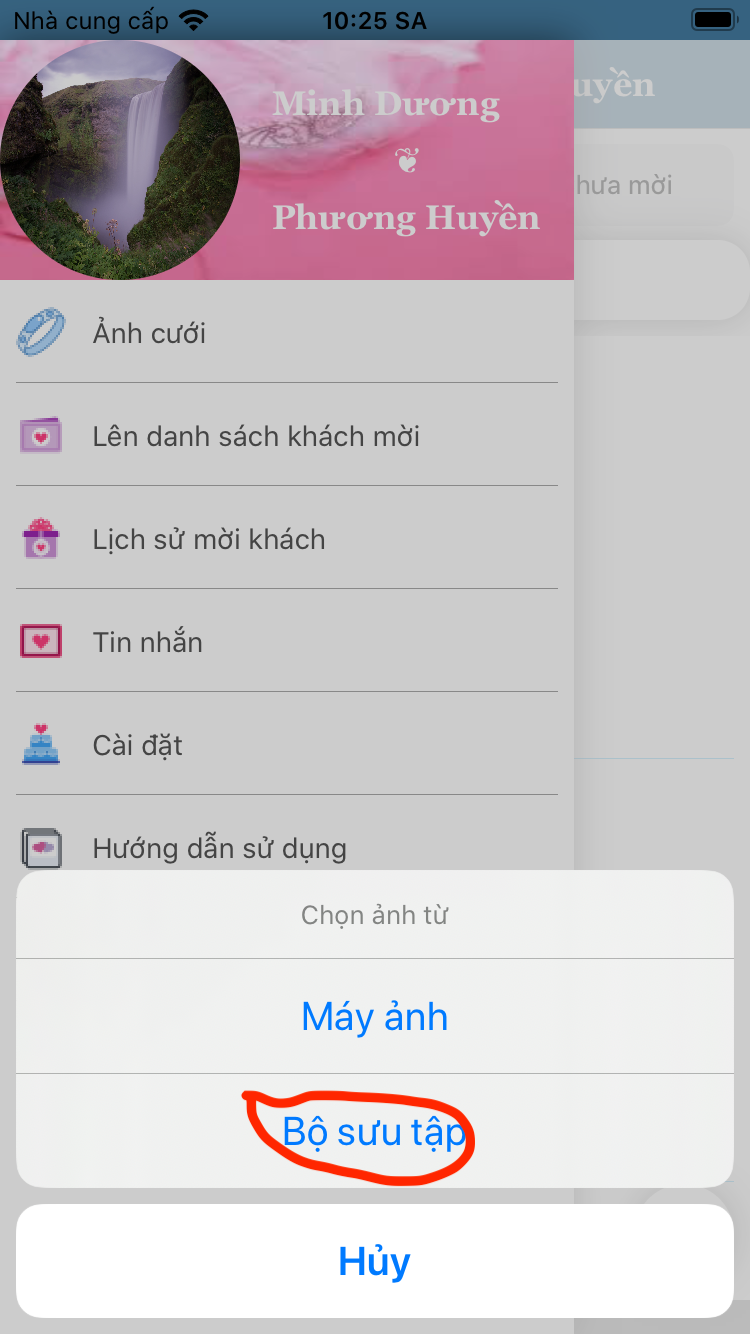 Nhà cung cấp 10:25 SA
Minh Dương
❦
Phương Huyền
uyền
hưa mời
Ảnh cưới
Lên danh sách khách mời
Lịch sử mời khách
Tin nhắn
Cài đặt
Hướng dẫn sử dụng
Chọn ảnh từ
Máy ảnh
Bộ sưu tập
Hủy